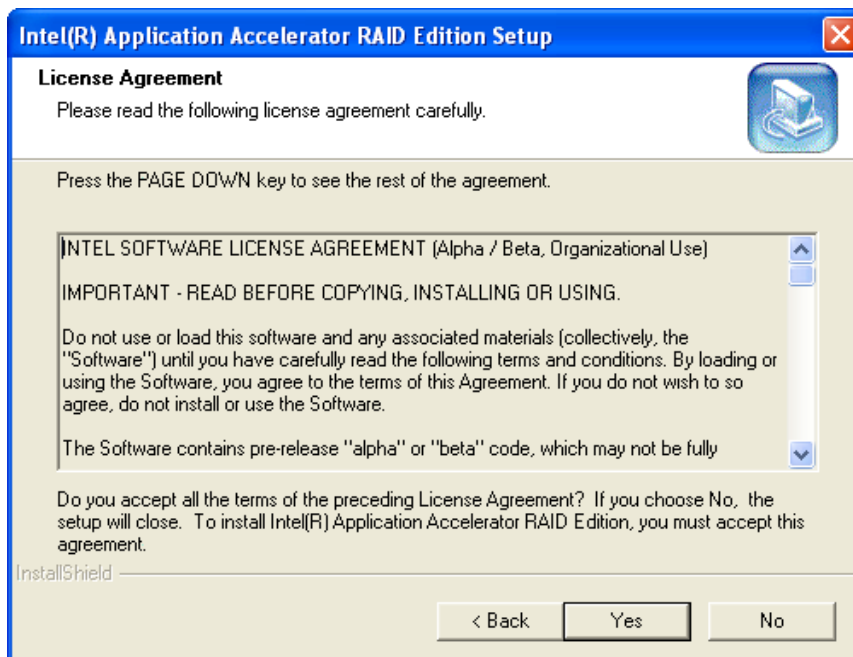 Intel(R) Application Accelerator RAID Edition Setup
License Agreement
Please read the following license agreement carefully.
Press the PAGE DOWN key to see the rest of the agreement.
INTEL SOFTWARE LICENSE AGREEMENT (Alpha / Beta, Organizational Use)
IMPORTANT - READ BEFORE COPYING, INSTALLING OR USING.
Do not use or load this software and any associated materials (collectively, the
"Software") until you have carefully read the following terms and conditions. By loading or
using the Software, you agree to the terms of this Agreement. If you do not wish to so
agree, do not install or use the Software.
The Software contains pre-release "alpha" or "beta" code, which may not be fully
Do you accept all the terms of the preceding License Agreement? If you choose No, the
setup will close. To install Intel(R) Application Accelerator RAID Edition, you must accept this
agreement.
InstallShield
< Back
Yes
No